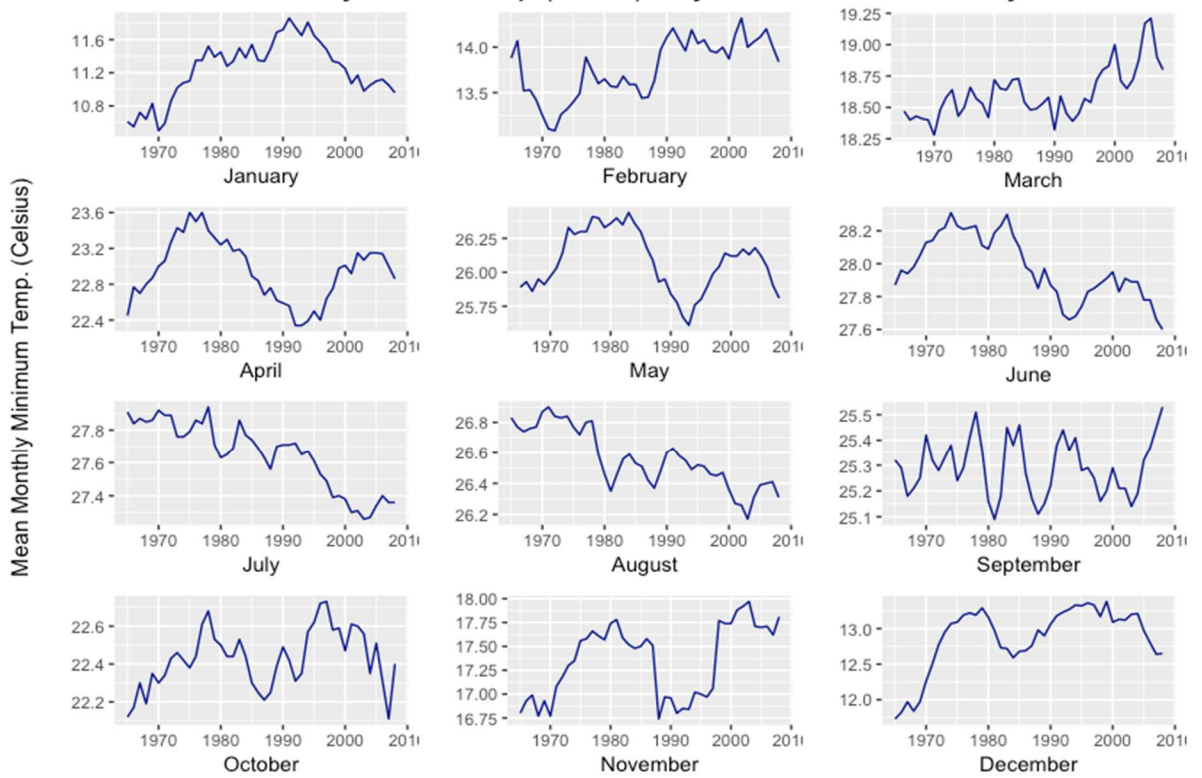 Mean Monthly Minimum Temp. (Celsius)
11.6
11.2
10.8
1970 1980 1990 2000
January
14.0
13.5
1970 1980 1990 2000
February
19.25
19.00
18.75
18.50
18.25
1970 1980 1990 2000
March
23.6
23.2
22.8
22.4
1970 1980 1990 2000
April
26.25
26.00
25.75
1970 1980 1990 2000
May
28.2
28.0
27.8
27.6
1970 1980 1990 2000
June
27.8
27.6
27.4
1970 1980 1990 2000
July
26.8
26.6
26.4
26.2
1970 1980 1990 2000
August
25.5
25.4
25.3
25.2
25.1
1970 1980 1990 2000
September
22.6
22.4
22.2
1970 1980 1990 2000
October
18.00
17.75
17.50
17.25
17.00
16.75
1970 1980 1990 2000
November
13.0
12.5
12.0
1970 1980 1990 2000
December